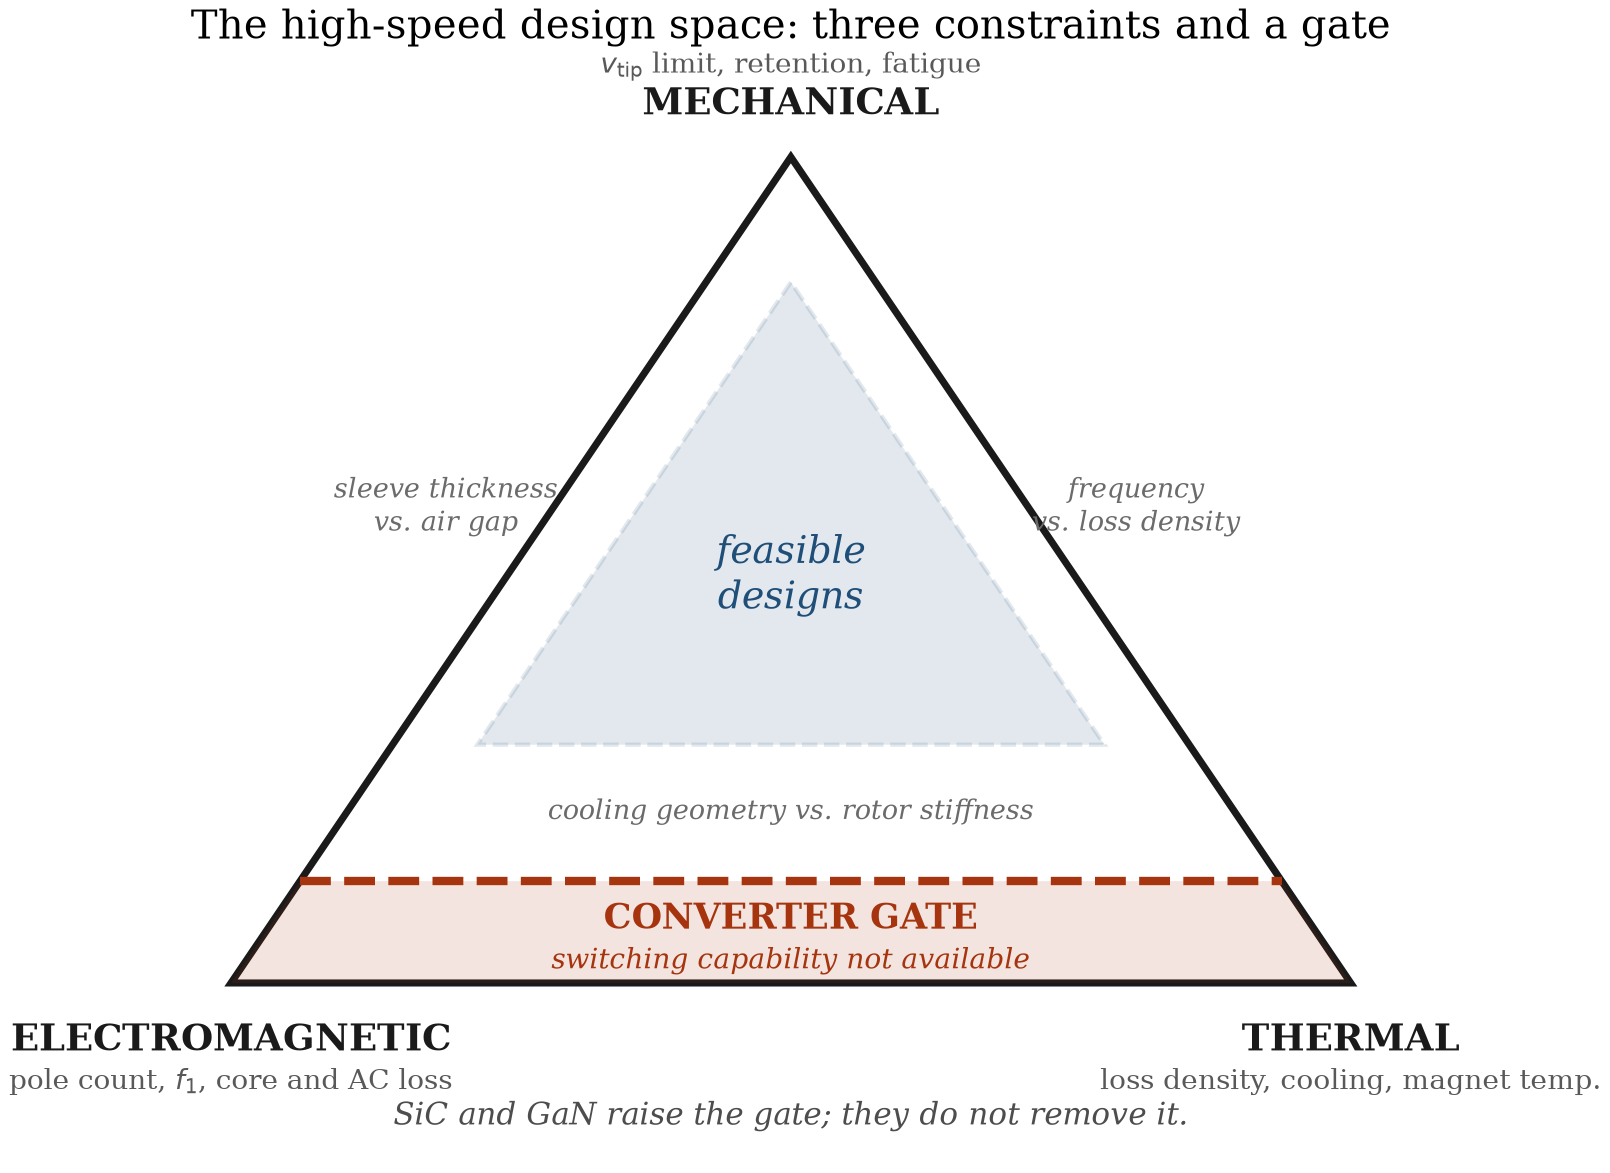 The high-speed design space: three constraints and a gate
v_tip limit, retention, fatigue
MECHANICAL
sleeve thickness
vs. air gap
frequency
vs. loss density
feasible
designs
cooling geometry vs. rotor stiffness
CONVERTER GATE
switching capability not available
ELECTROMAGNETIC
pole count, f₁, core and AC loss
THERMAL
loss density, cooling, magnet temp.
SiC and GaN raise the gate; they do not remove it.